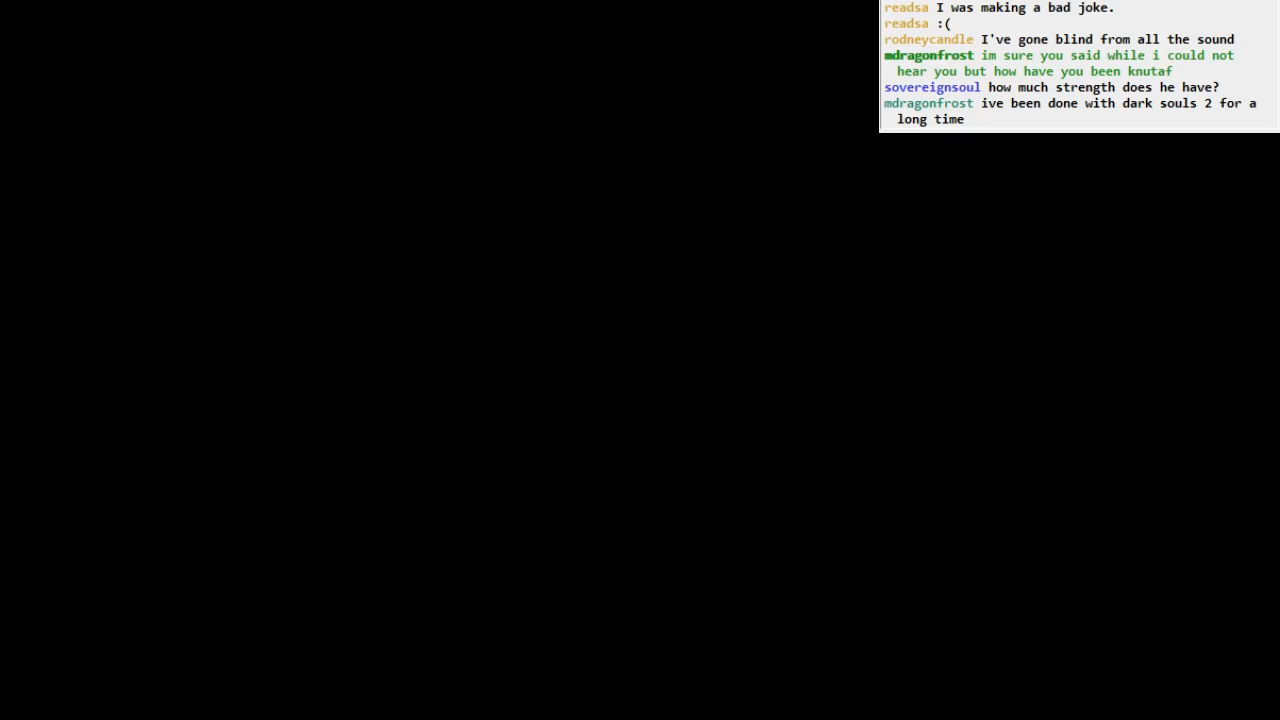 readsa I was making a bad joke.
readsa :(
rodneycandle I've gone blind from all the sound
mdragonfrost im sure you said while i could not
hear you but how have you been knutaf
sovereignsoul how much strength does he have?
mdragonfrost ive been done with dark souls 2 for a
long time